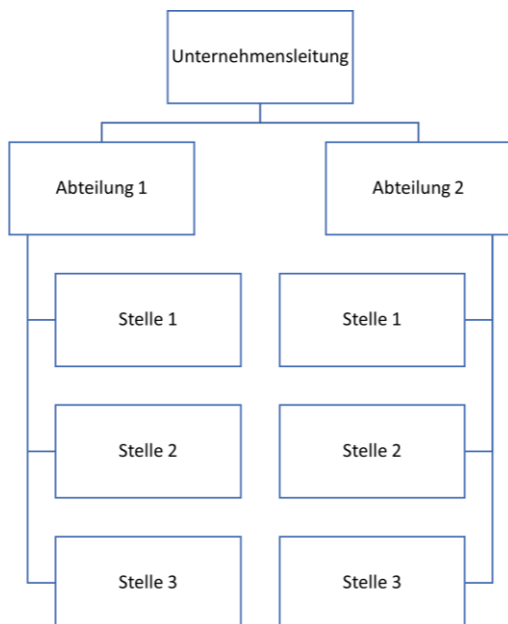 Unternehmensleitung
Abteilung 1
Abteilung 2
Stelle 1
Stelle 1
Stelle 2
Stelle 2
Stelle 3
Stelle 3